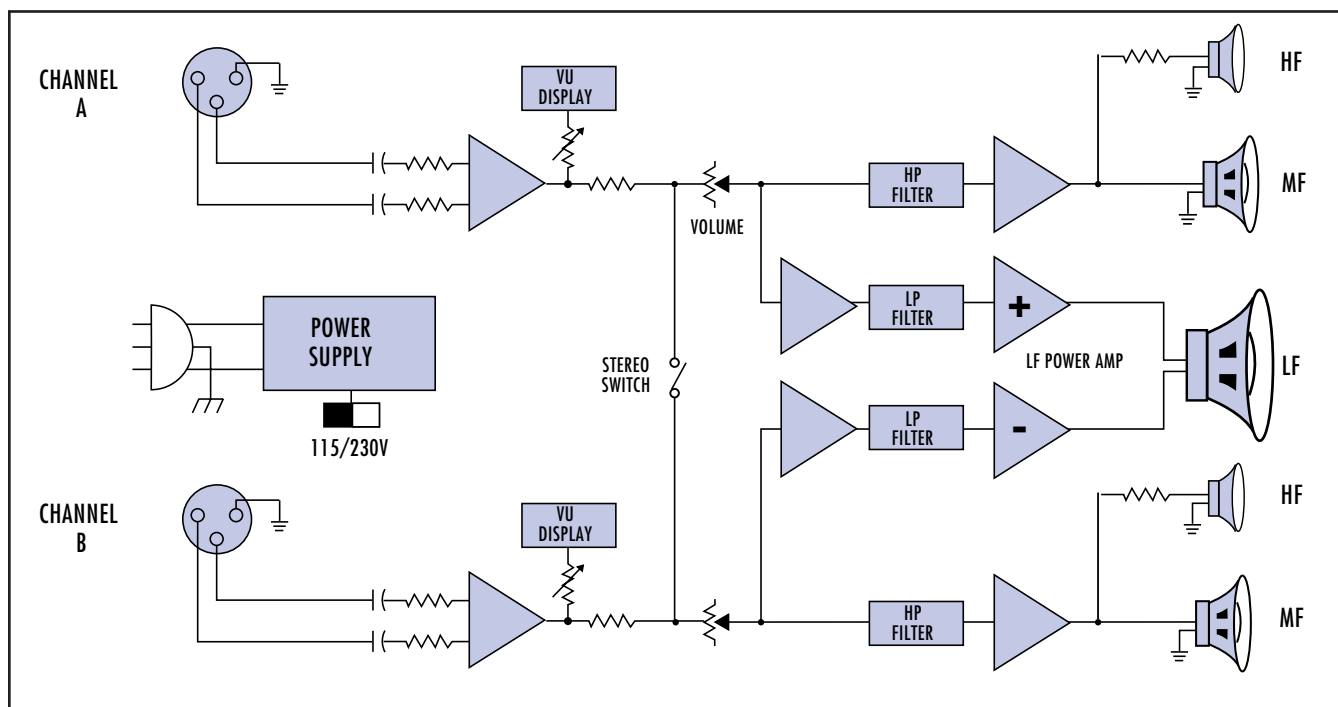 CHANNEL
A
VU
DISPLAY
HF
HP
FILTER
MF
VOLUME
POWER
SUPPLY
115/230V
STEREO
SWITCH
LP
FILTER
+
LF POWER AMP
LF
LP
FILTER
-
CHANNEL
B
VU
DISPLAY
HF
HP
FILTER
MF